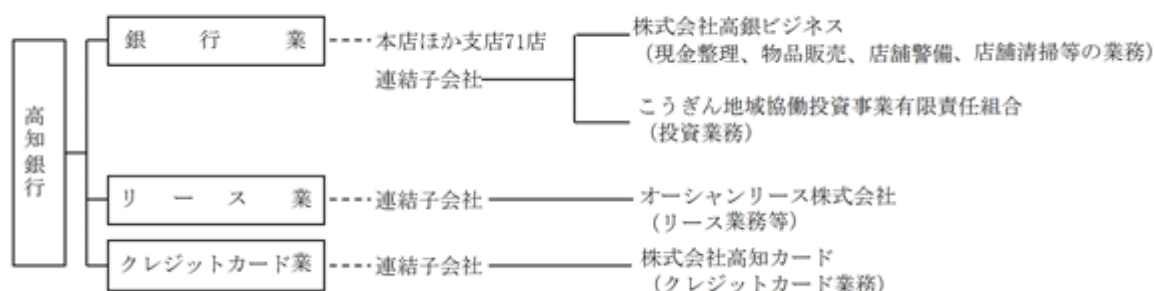 高知銀行
銀行業
本店ほか支店71店
連結子会社
株式会社高銀ビジネス
(現金整理、物品販売、店舗警備、店舗清掃等の業務)
こうぎん地域協働投資事業有限責任組合
(投資業務)
リース業
連結子会社
オーシャンリース株式会社
(リース業務等)
クレジットカード業
連結子会社
株式会社高知カード
(クレジットカード業務)